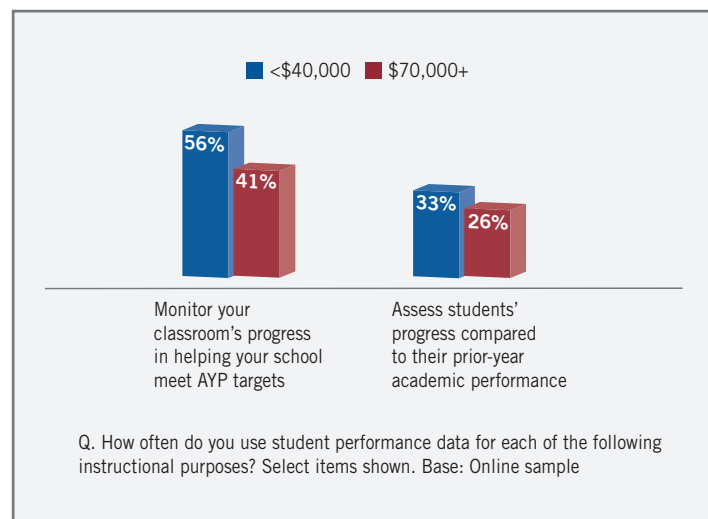 <$40,000 $70,000+
56%
41%
33%
26%
Monitor your
classroom's progress
in helping your school
meet AYP targets
Assess students'
progress compared
to their prior-year
academic performance
Q. How often do you use student performance data for each of the following
instructional purposes? Select items shown. Base: Online sample